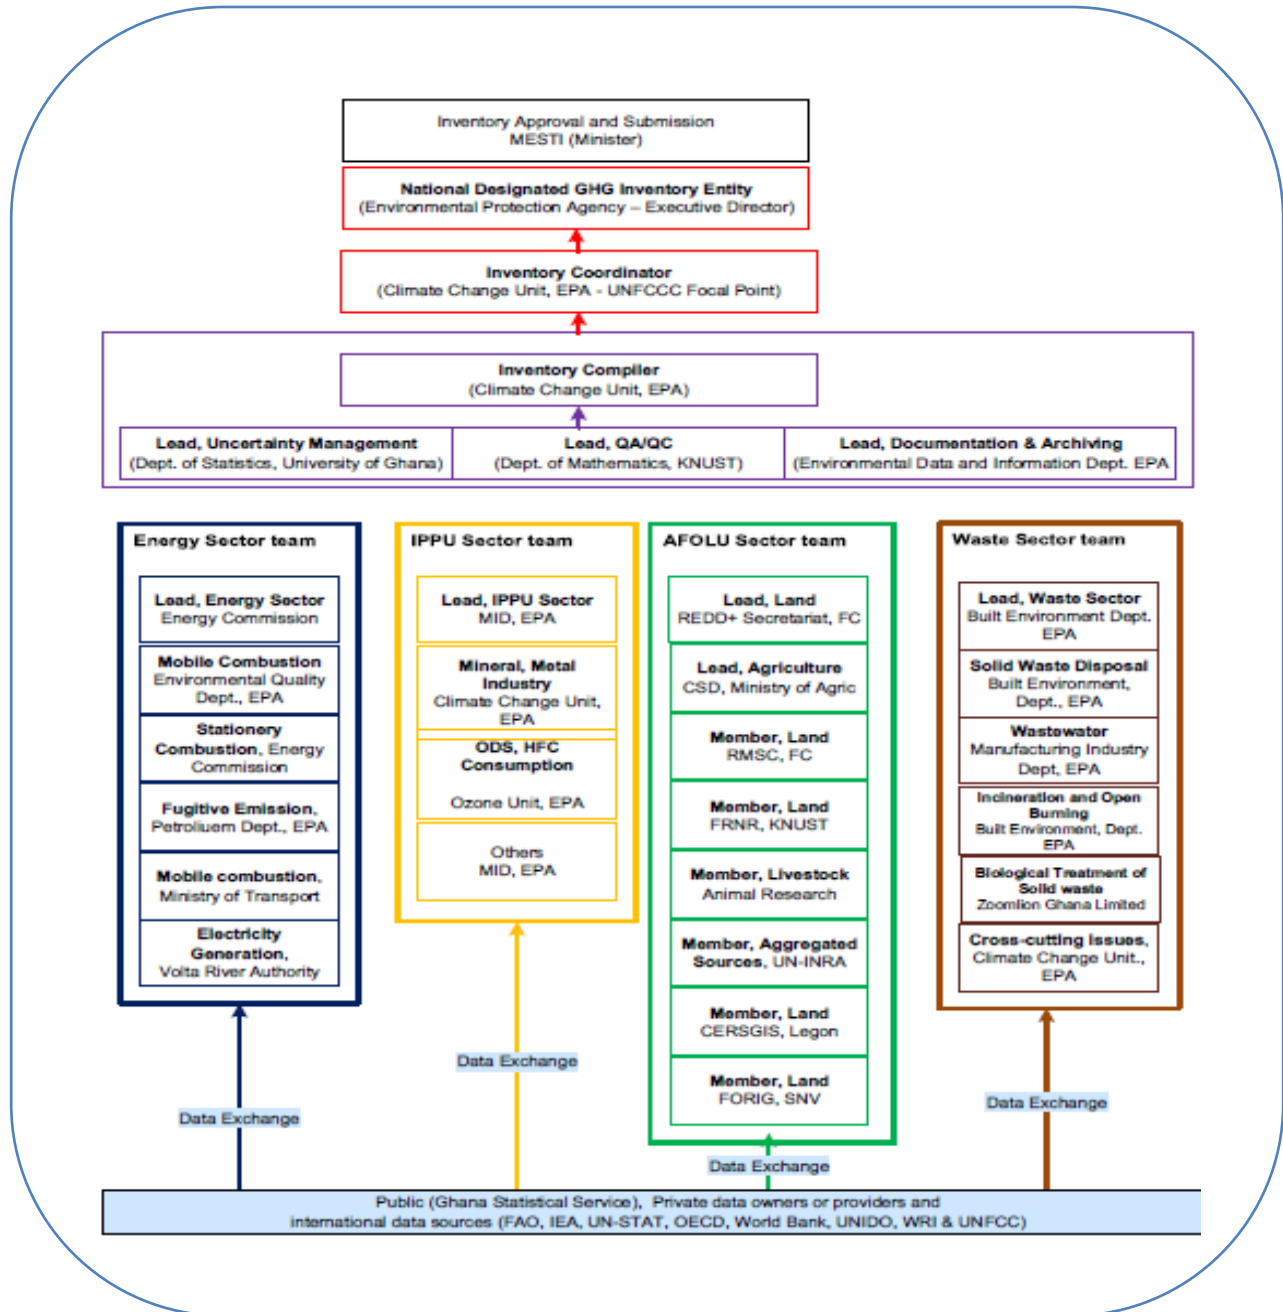 Inventory Approval and Submission
MESTI (Minister)
National Designated GHG Inventory Entity
(Environmental Protection Agency – Executive Director)
Inventory Coordinator
(Climate Change Unit, EPA - UNFCCC Focal Point)
Inventory Compiler
(Climate Change Unit, EPA)
Lead, Uncertainty Management
(Dept. of Statistics, University of Ghana)
Lead, QA/QC
(Dept. of Mathematics, KNUST)
Lead, Documentation & Archiving
(Environmental Data and Information Dept. EPA
Energy Sector team
Lead, Energy Sector
Energy Commission
Mobile Combustion
Environmental Quality
Dept., EPA
Stationery
Combustion, Energy
Commission
Fugitive Emission,
Petroliuem Dept., EPA
Mobile combustion,
Ministry of Transport
Electricity
Generation,
Volta River Authority
Data Exchange
IPPU Sector team
Lead, IPPU Sector
MID, EPA
Mineral, Metal
Industry
Climate Change Unit,
EPA
ODS, HFC
Consumption
Ozone Unit, EPA
Others
MID, EPA
Data Exchange
AFOLU Sector team
Lead, Land
REDD+ Secretariat, FC
Lead, Agriculture
CSD, Ministry of Agric
Member, Land
RMSC, FC
Member, Land
FRNR, KNUST
Member, Livestock
Animal Research
Member, Aggregated
Sources, UN-INRA
Member, Land
CERSGIS, Legon
Member, Land
FORIG, SNV
Data Exchange
Waste Sector team
Lead, Waste Sector
Built Environment Dept.
EPA
Solid Waste Disposal
Built Environment,
Dept., EPA
Wastewater
Manufacturing Industry
Dept, EPA
Incineration and Open
Burning
Built Environment, Dept.
EPA
Biological Treatment of
Solid waste
Zoomlion Ghana Limited
Cross-cutting Issues,
Climate Change Unit.,
EPA
Data Exchange
Public (Ghana Statistical Service), Private data owners or providers and
international data sources (FAO, IEA, UN-STAT, OECD, World Bank, UNIDO, WRI & UNFCC)